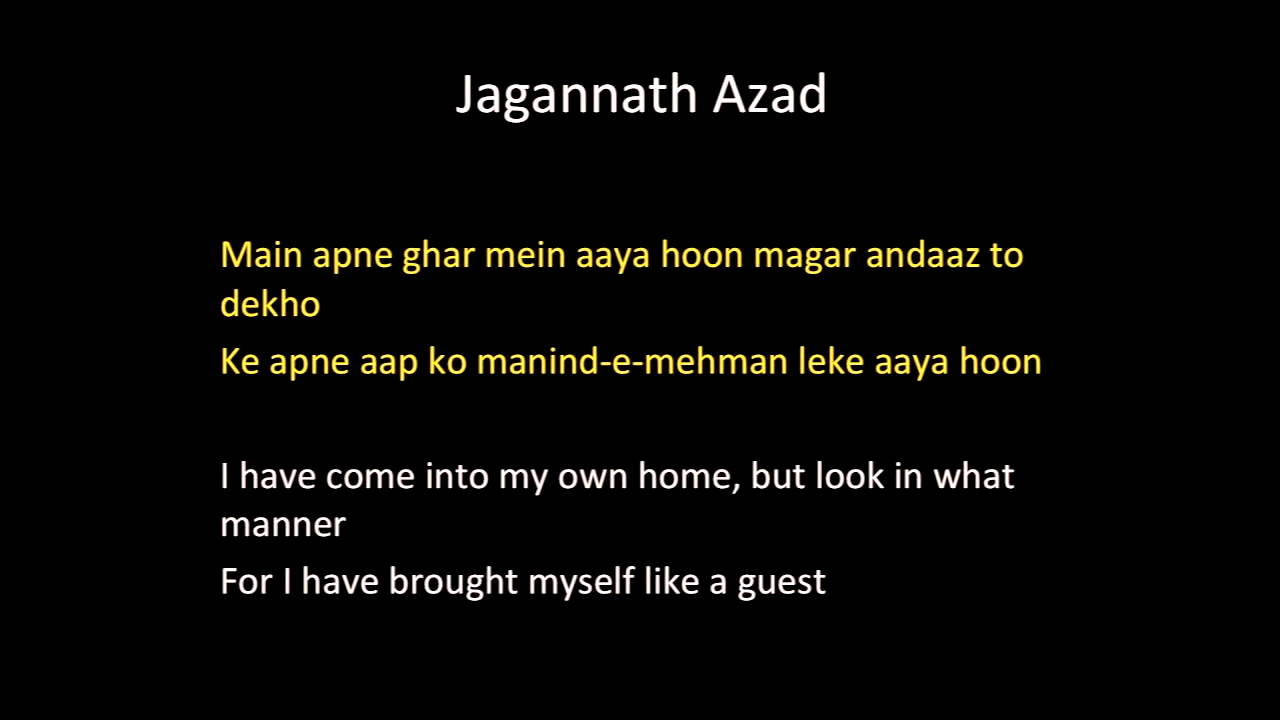 Jagannath Azad
Main apne ghar mein aaya hoon magar andaaz to
dekho
Ke apne aap ko manind-e-mehman leke aaya hoon
I have come into my own home, but look in what
manner
For I have brought myself like a guest